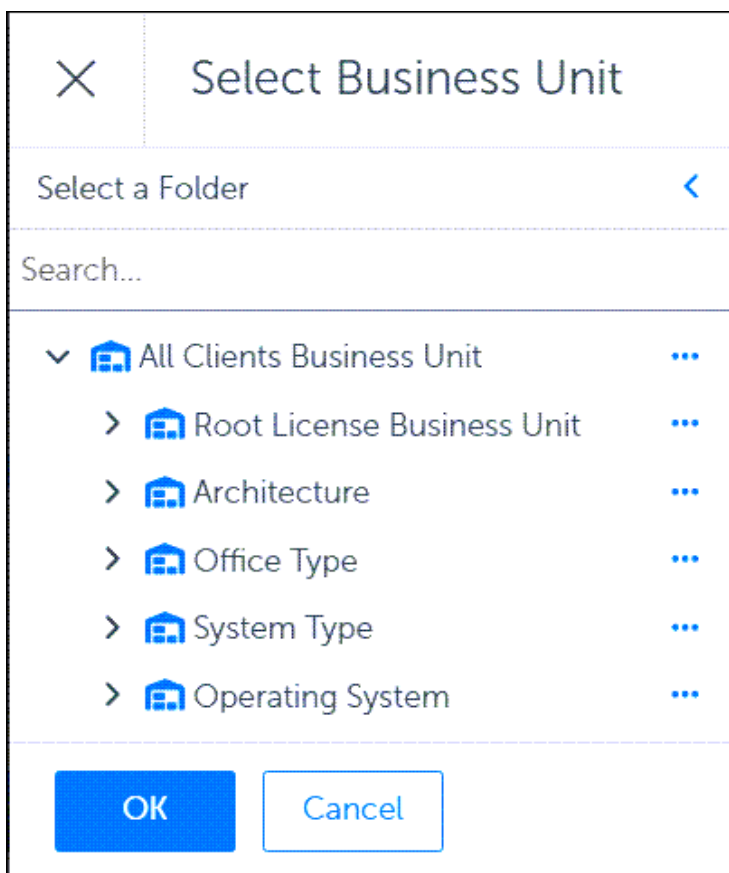 Select Business Unit
Select a Folder
Search...
All Clients Business Unit
Root License Business Unit
Architecture
Office Type
System Type
Operating System
OK Cancel